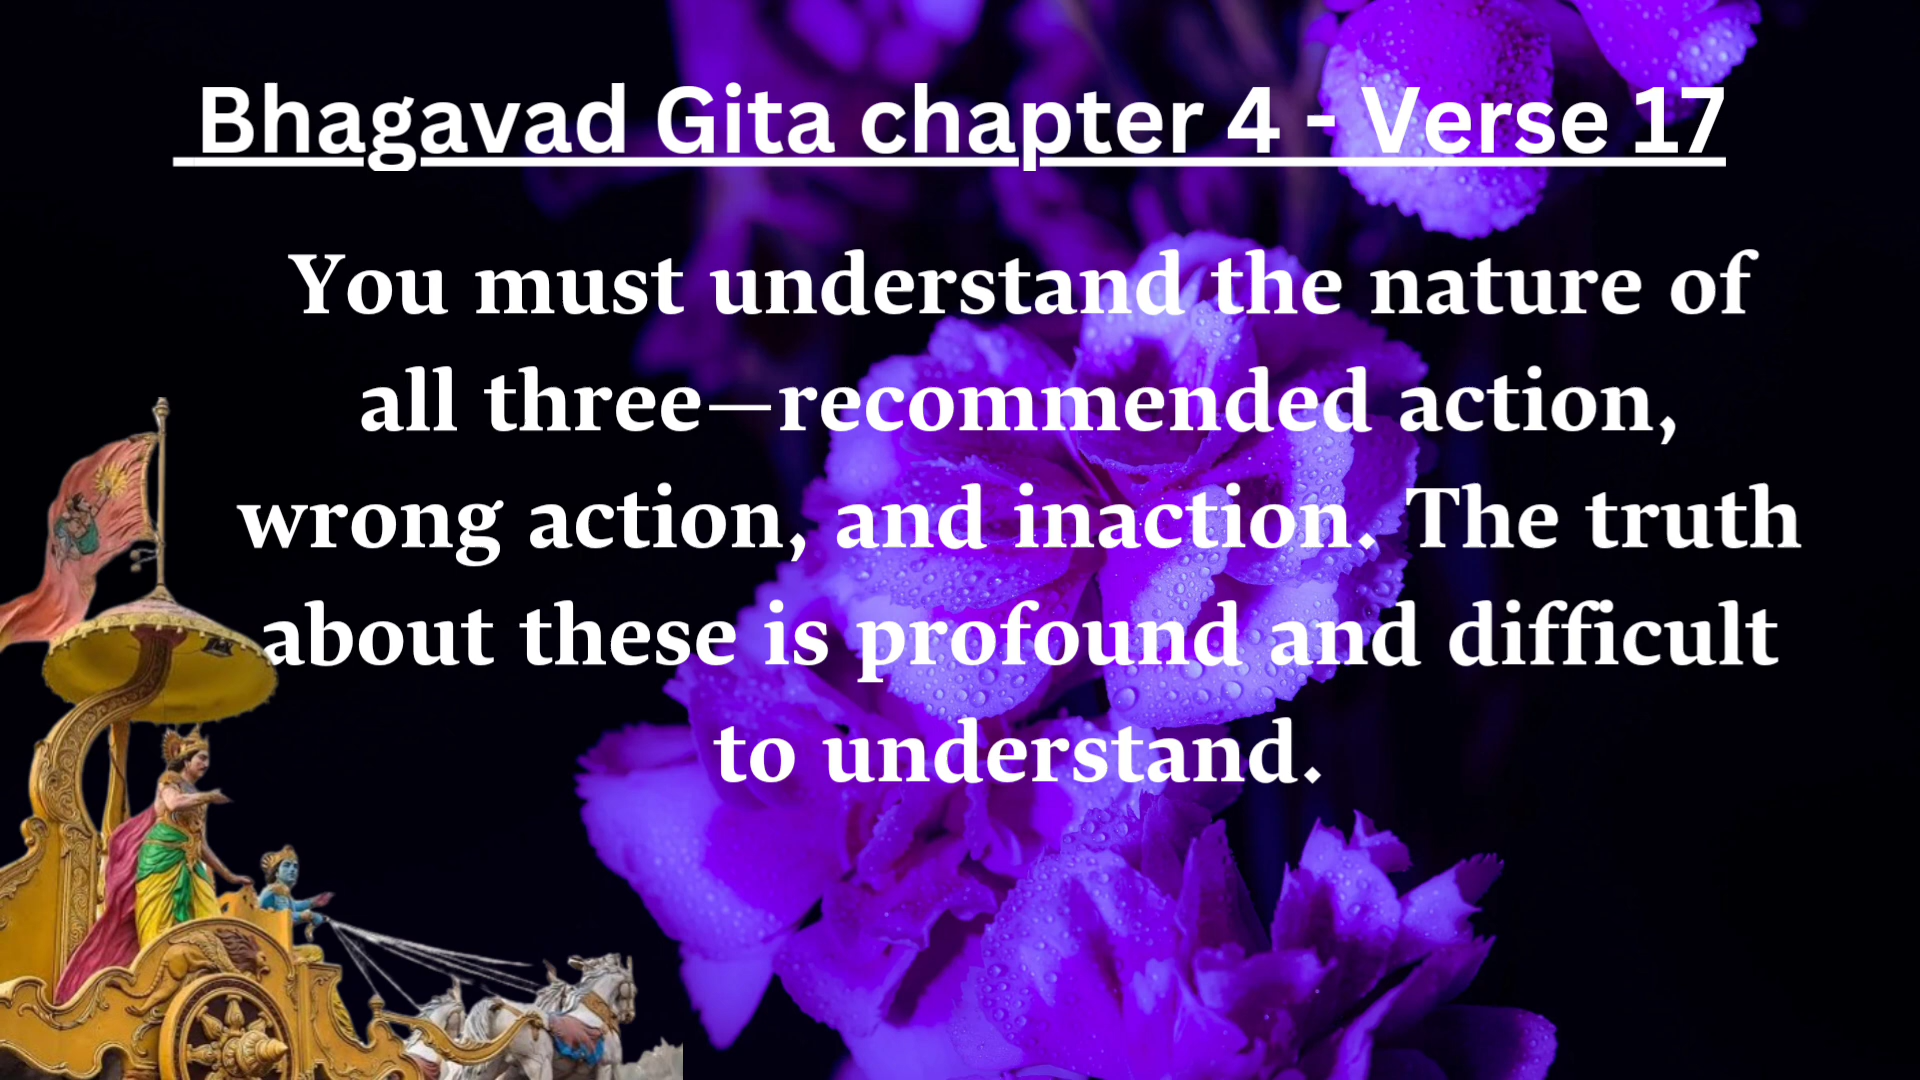 Bhagavad Gita chapter 4 - Verse 17
You must understand the nature of
all three—recommended action,
wrong action, and inaction. The truth
about these is profound and difficult
to understand.